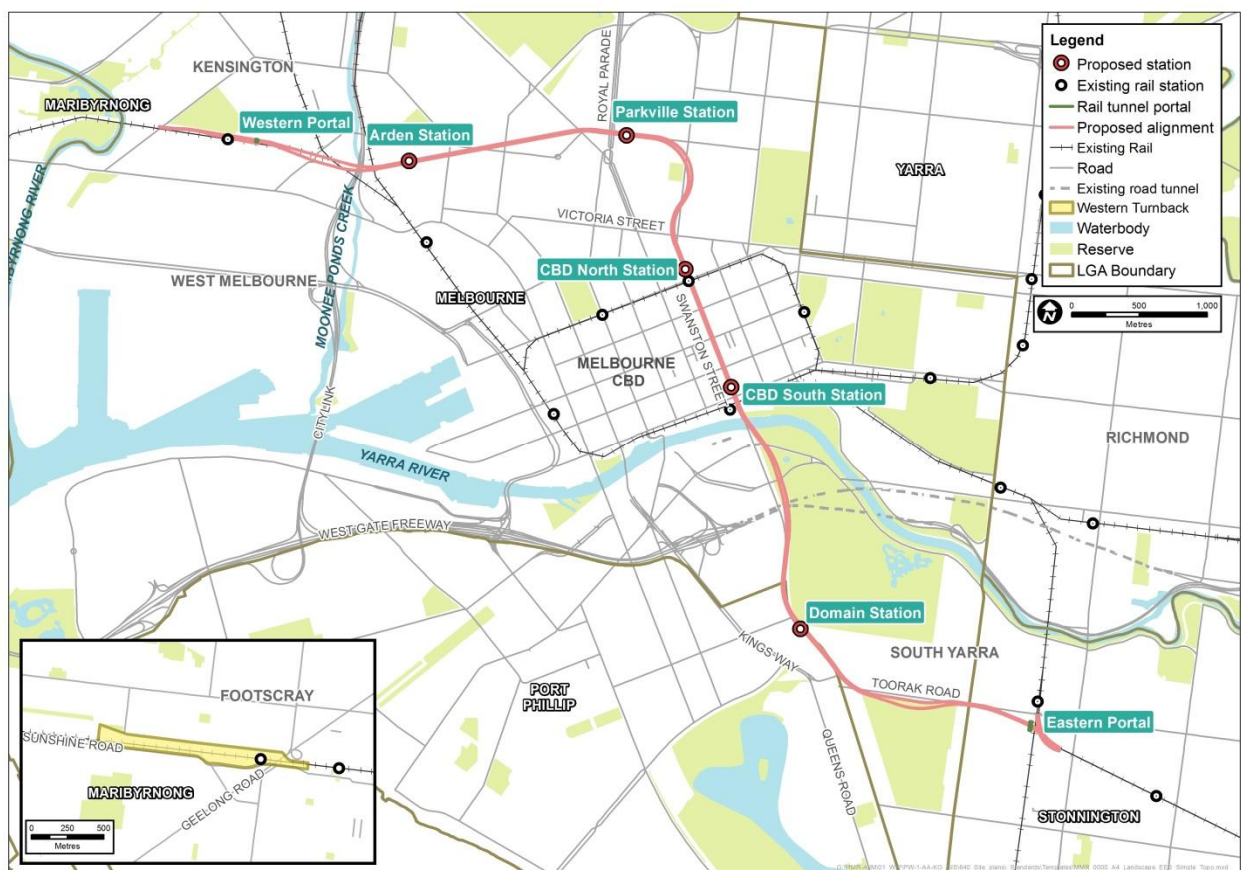 KENSINGTON
MARIBYRNONG
Western Portal
Arden Station
ROYAL PARADE
Parkville Station
YARRA
MARIBYRNONG RIVER
MOONEE PONDS CREEK
VICTORIA STREET
CBD North Station
WEST MELBOURNE
MELBOURNE
SWANSTON STREET
MELBOURNE
CBD
CBD South Station
CITYLINK
YARRA RIVER
RICHMOND
WEST GATE FREEWAY
Domain Station
KINGS WAY
SOUTH YARRA
TOORAK ROAD
PORT
PHILLIP
Eastern Portal
QUEENS ROAD
STONNINGTON
Legend
Proposed station
Existing rail station
Rail tunnel portal
Proposed alignment
Existing Rail
Road
Existing road tunnel
Western Turnback
Waterbody
Reserve
LGA Boundary
N
0 500 1,000
Metres
FOOTSCRAY
SUNSHINE ROAD
GEELONG ROAD
MARIBYRNONG
0 250 500
Metres